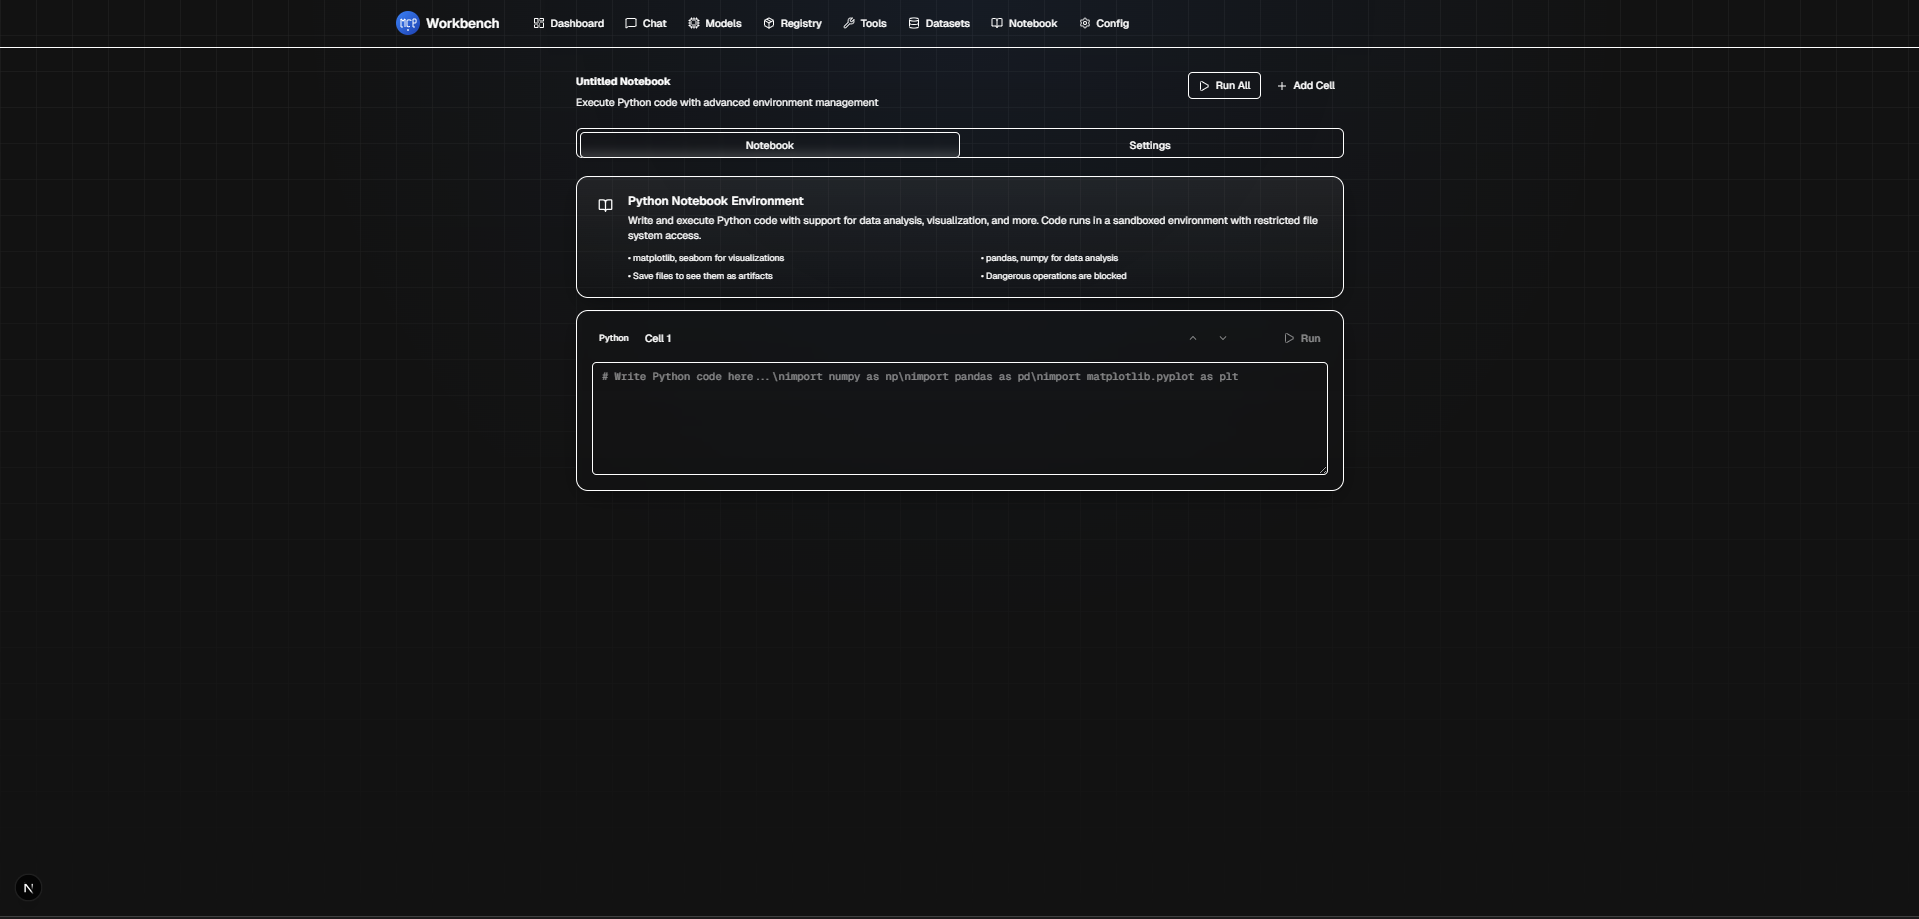 MCP Workbench Dashboard Chat Models Registry Tools Datasets Notebook Config
Untitled Notebook
Execute Python code with advanced environment management
Run All + Add Cell
Notebook Settings
Python Notebook Environment
Write and execute Python code with support for data analysis, visualization, and more. Code runs in a sandboxed environment with restricted file
system access.
• matplotlib, seaborn for visualizations
• pandas, numpy for data analysis
• Save files to see them as artifacts
• Dangerous operations are blocked
Python Cell 1 Run
# Write Python code here...\nimport numpy as np\nimport pandas as pd\nimport matplotlib.pyplot as plt
N